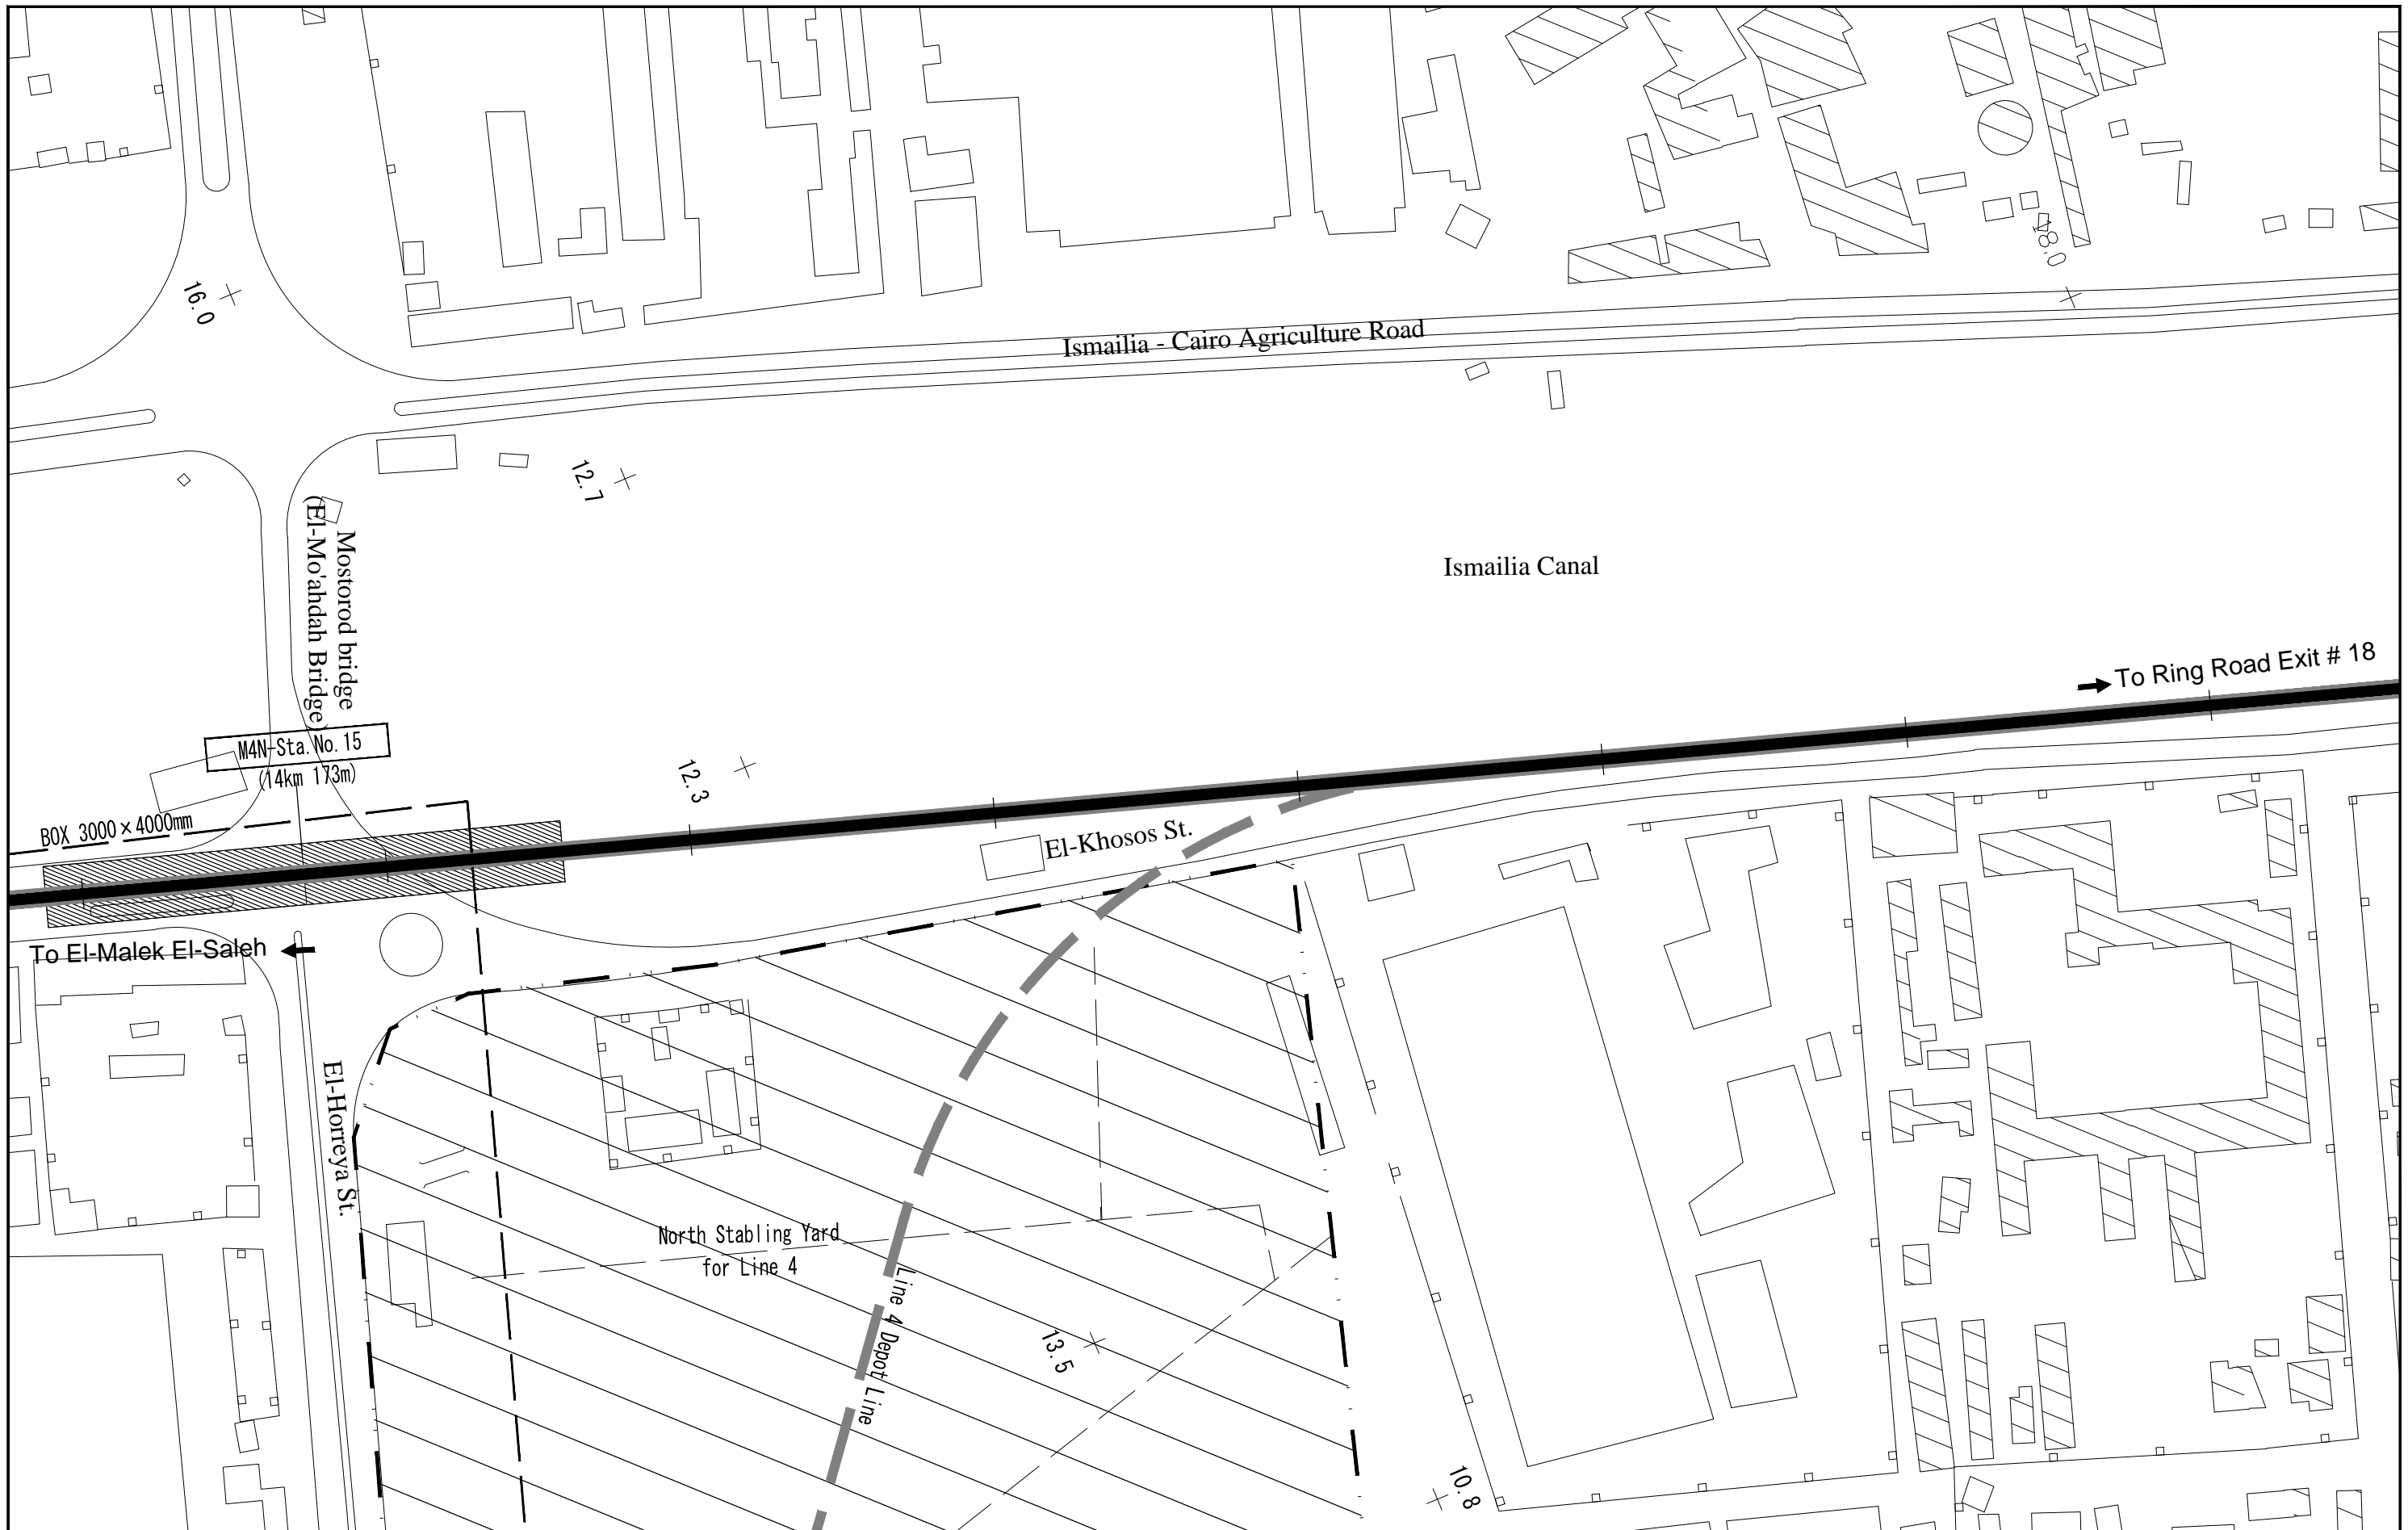 18.0
16.0
Ismailia - Cairo Agriculture Road
12.7
Mostorod bridge
(El-Mo'ahdah Bridge)
Ismailia Canal
To Ring Road Exit # 18
M4N-Sta.No.15
(14km 173m)
12.3
BOX 3000×4000mm
El-Khosos St.
To El-Malek El-Saleh
El-Horreya St.
North Stabling Yard
for Line 4
Line 4 Depot Line
13.5
10.8